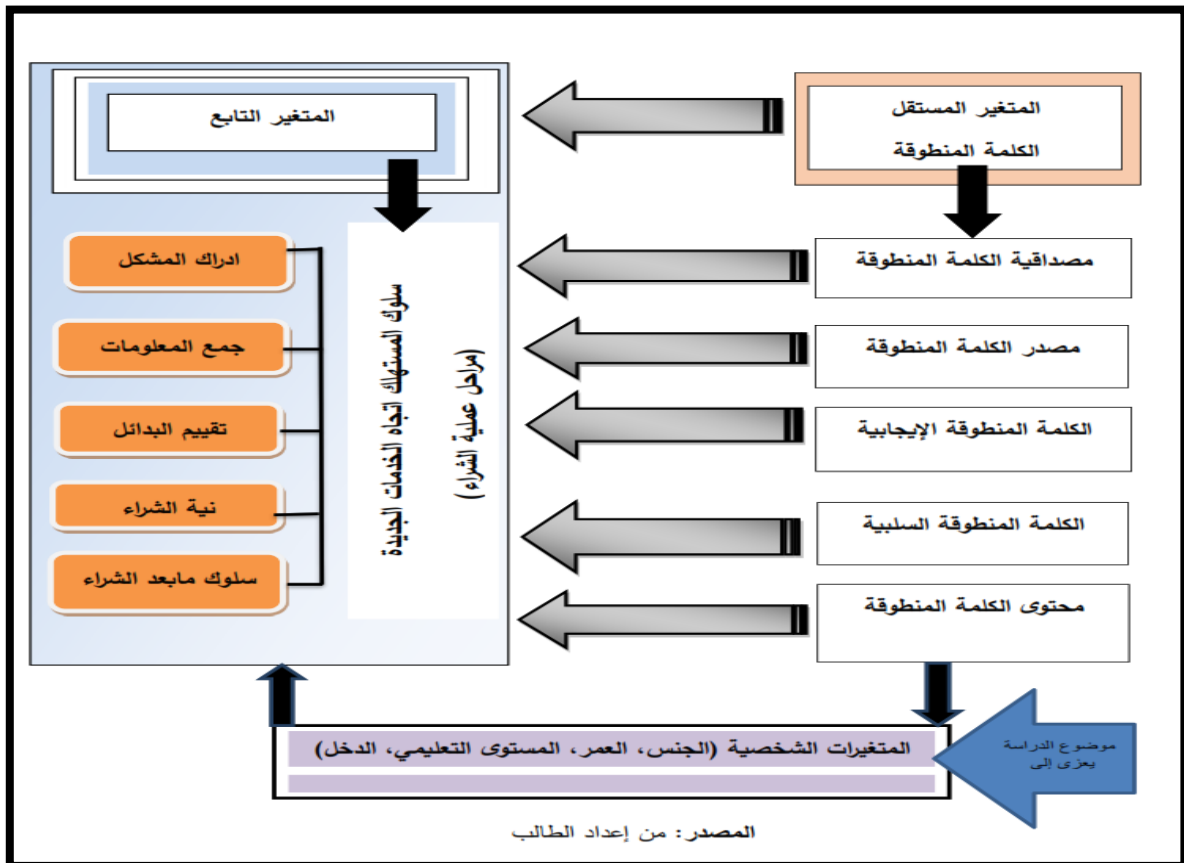 المتغير المستقل
الكلمة المنطوقة
المتغير التابع
مصداقية الكلمة المنطوقة
مصدر الكلمة المنطوقة
الكلمة المنطوقة الإيجابية
الكلمة المنطوقة السلبية
محتوى الكلمة المنطوقة
سلوك المستهلك اتجاه الخدمات الجديدة
(مراحل عملية الشراء)
ادراك المشكل
جمع المعلومات
تقييم البدائل
نية الشراء
سلوك مابعد الشراء
موضوع الدراسة
يعزى إلى
المتغيرات الشخصية (الجنس، العمر، المستوى التعليمي، الدخل)
المصدر: من إعداد الطالب